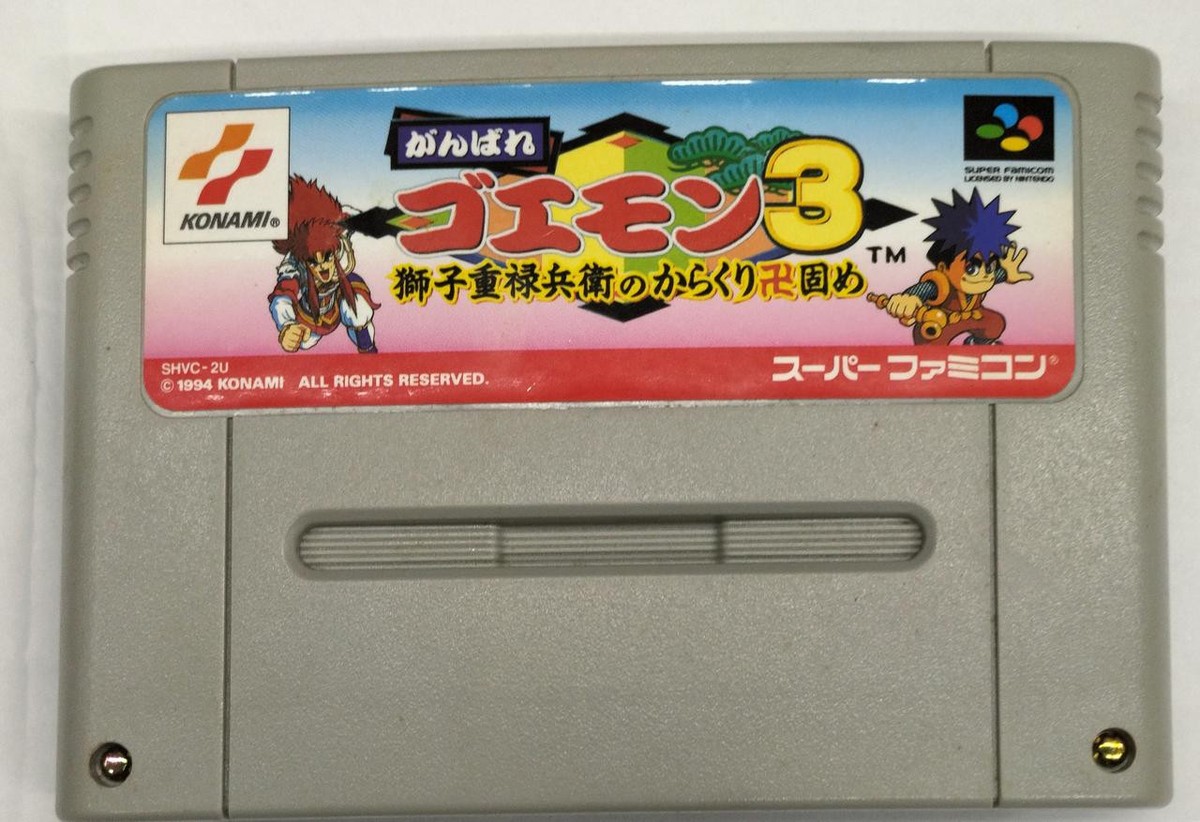 KONAMI®
がんばれ
ゴエモン3
TM
獅子重禄兵衛のからくり卍固め
SUPER FAMICOM
LICENSED BY NINTENDO
SHVC-2U
© 1994 KONAMI ALL RIGHTS RESERVED.
スーパーファミコン®